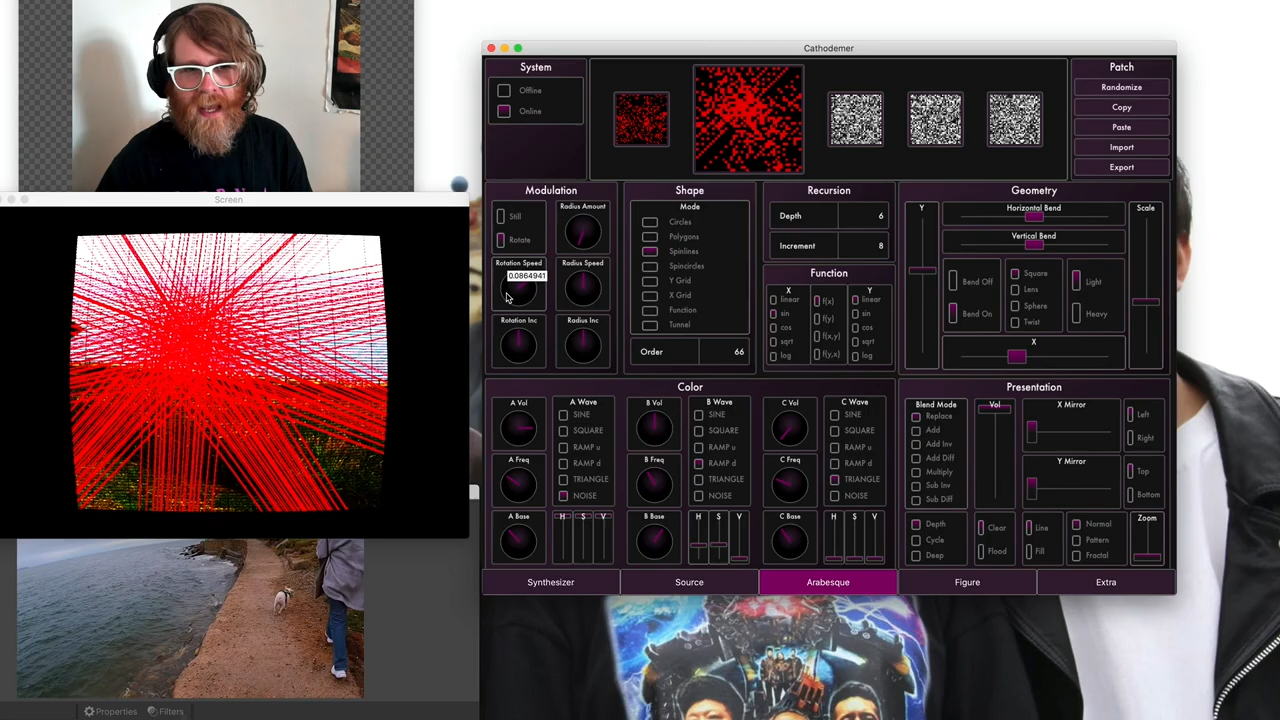 Cathodemer
System
Offline
Online
Patch
Randomize
Copy
Paste
Import
Export
Modulation
Still
Rotate
Radius Amount
Rotation Speed
0.0864941
Radius Speed
Rotation Inc
Radius Inc
Shape
Mode
Circles
Polygons
Spinlines
Spincircles
Y Grid
X Grid
Function
Tunnel
Order 66
Recursion
Depth 6
Increment 8
Function
X
linear
sin
cos
sqrt
log
f(x)
f(y)
f(x,y)
f(y,x)
Y
linear
sin
cos
sqrt
log
Geometry
Y
Horizontal Bend
Vertical Bend
Bend Off
Bend On
Square
Lens
Sphere
Twist
Light
Heavy
X
Scale
Color
A Vol
A Freq
A Base
A Wave
SINE
SQUARE
RAMP u
RAMP d
TRIANGLE
NOISE
H S V
B Vol
B Freq
B Base
B Wave
SINE
SQUARE
RAMP u
RAMP d
TRIANGLE
NOISE
H S V
C Vol
C Freq
C Base
C Wave
SINE
SQUARE
RAMP u
RAMP d
TRIANGLE
NOISE
H S V
Presentation
Blend Mode
Replace
Add
Add Inv
Add Diff
Multiply
Sub Inv
Sub Diff
Vol
X Mirror
Left
Right
Y Mirror
Top
Bottom
Depth
Cycle
Deep
Clear
Flood
Line
Fill
Normal
Pattern
Fractal
Zoom
Synthesizer
Source
Arabesque
Figure
Extra
Screen
Properties
Filters